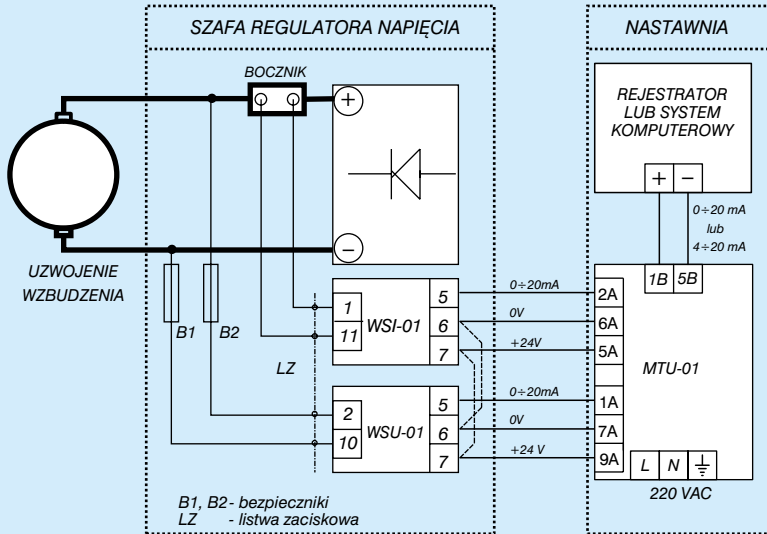 SZAFA REGULATORA NAPIĘCIA
NASTAWNIA
BOCZNIK
REJESTRATOR
LUB SYSTEM
KOMPUTEROWY
+
−
+ −
0÷20 mA
lub
4÷20 mA
UZWOJENIE
WZBUDZENIA
B1
B2
LZ
1
11
WSI-01
5
6
7
0÷20mA
0V
+24V
2
10
WSU-01
5
6
7
0÷20mA
0V
+24 V
1B 5B
2A
6A
5A
1A
7A
9A
MTU-01
L N
220 VAC
B1, B2 - bezpieczniki
LZ - listwa zaciskowa